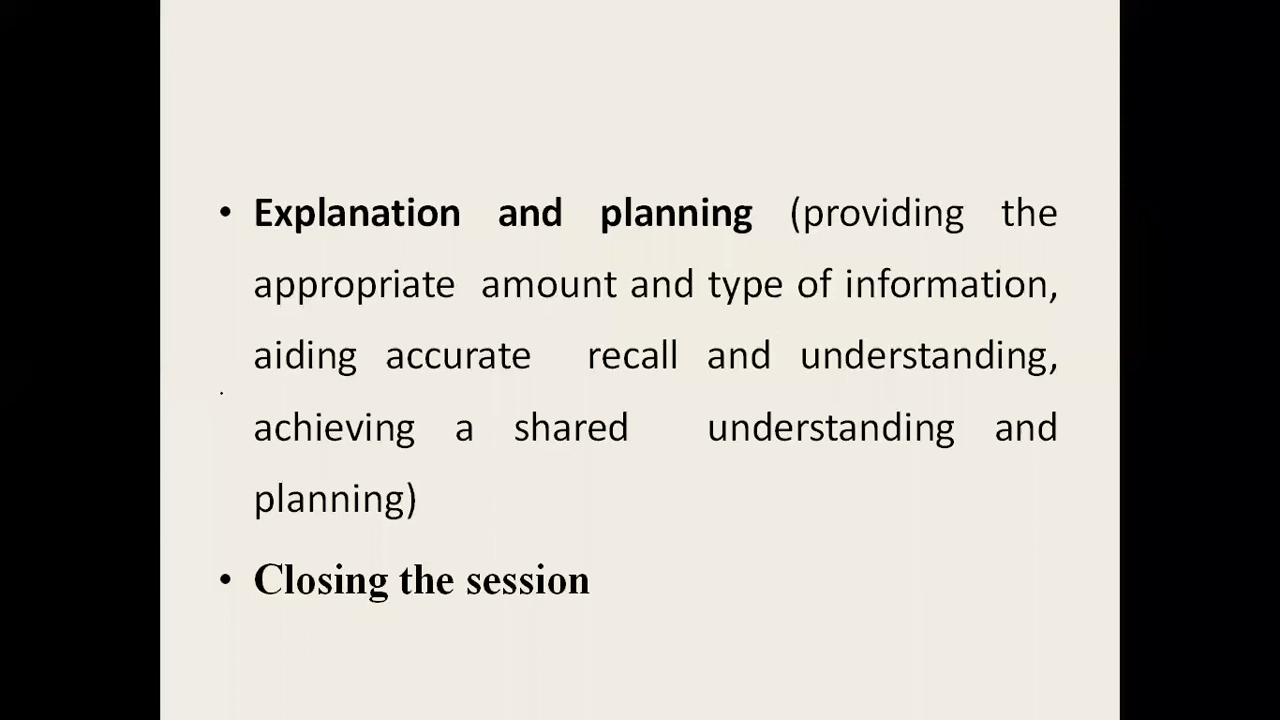 • Explanation and planning (providing the
appropriate amount and type of information,
aiding accurate recall and understanding,
achieving a shared understanding and
planning)
• Closing the session